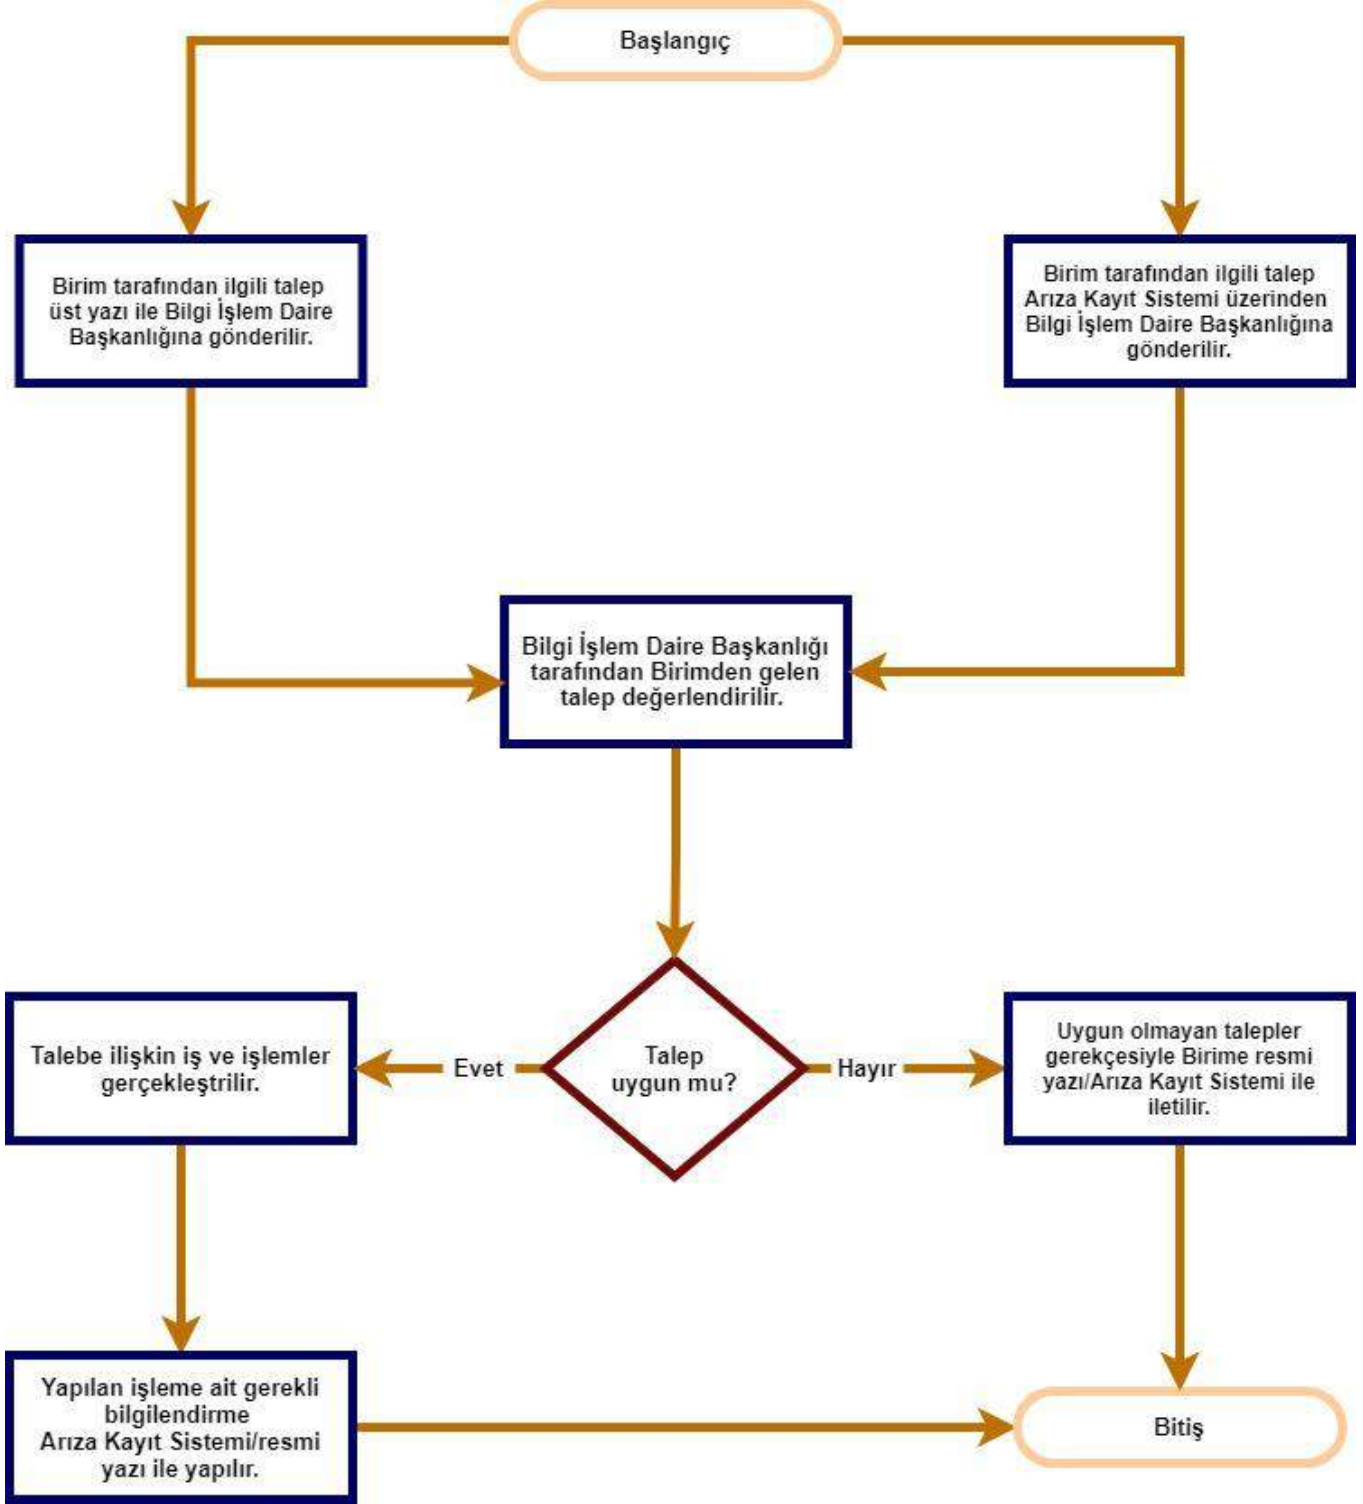 Başlangıç
Birim tarafından ilgili talep
üst yazı ile Bilgi İşlem Daire
Başkanlığına gönderilir.
Birim tarafından ilgili talep
Arıza Kayıt Sistemi üzerinden
Bilgi İşlem Daire Başkanlığına
gönderilir.
Bilgi İşlem Daire Başkanlığı
tarafından Birimden gelen
talep değerlendirilir.
Talep
uygun mu?
Evet
Hayır
Talebe ilişkin iş ve işlemler
gerçekleştrilir.
Uygun olmayan talepler
gerekçesiyle Birime resmi
yazı/Arıza Kayıt Sistemi ile
iletilir.
Yapılan işleme ait gerekli
bilgilendirme
Arıza Kayıt Sistemi/resmi
yazı ile yapılır.
Bitiş